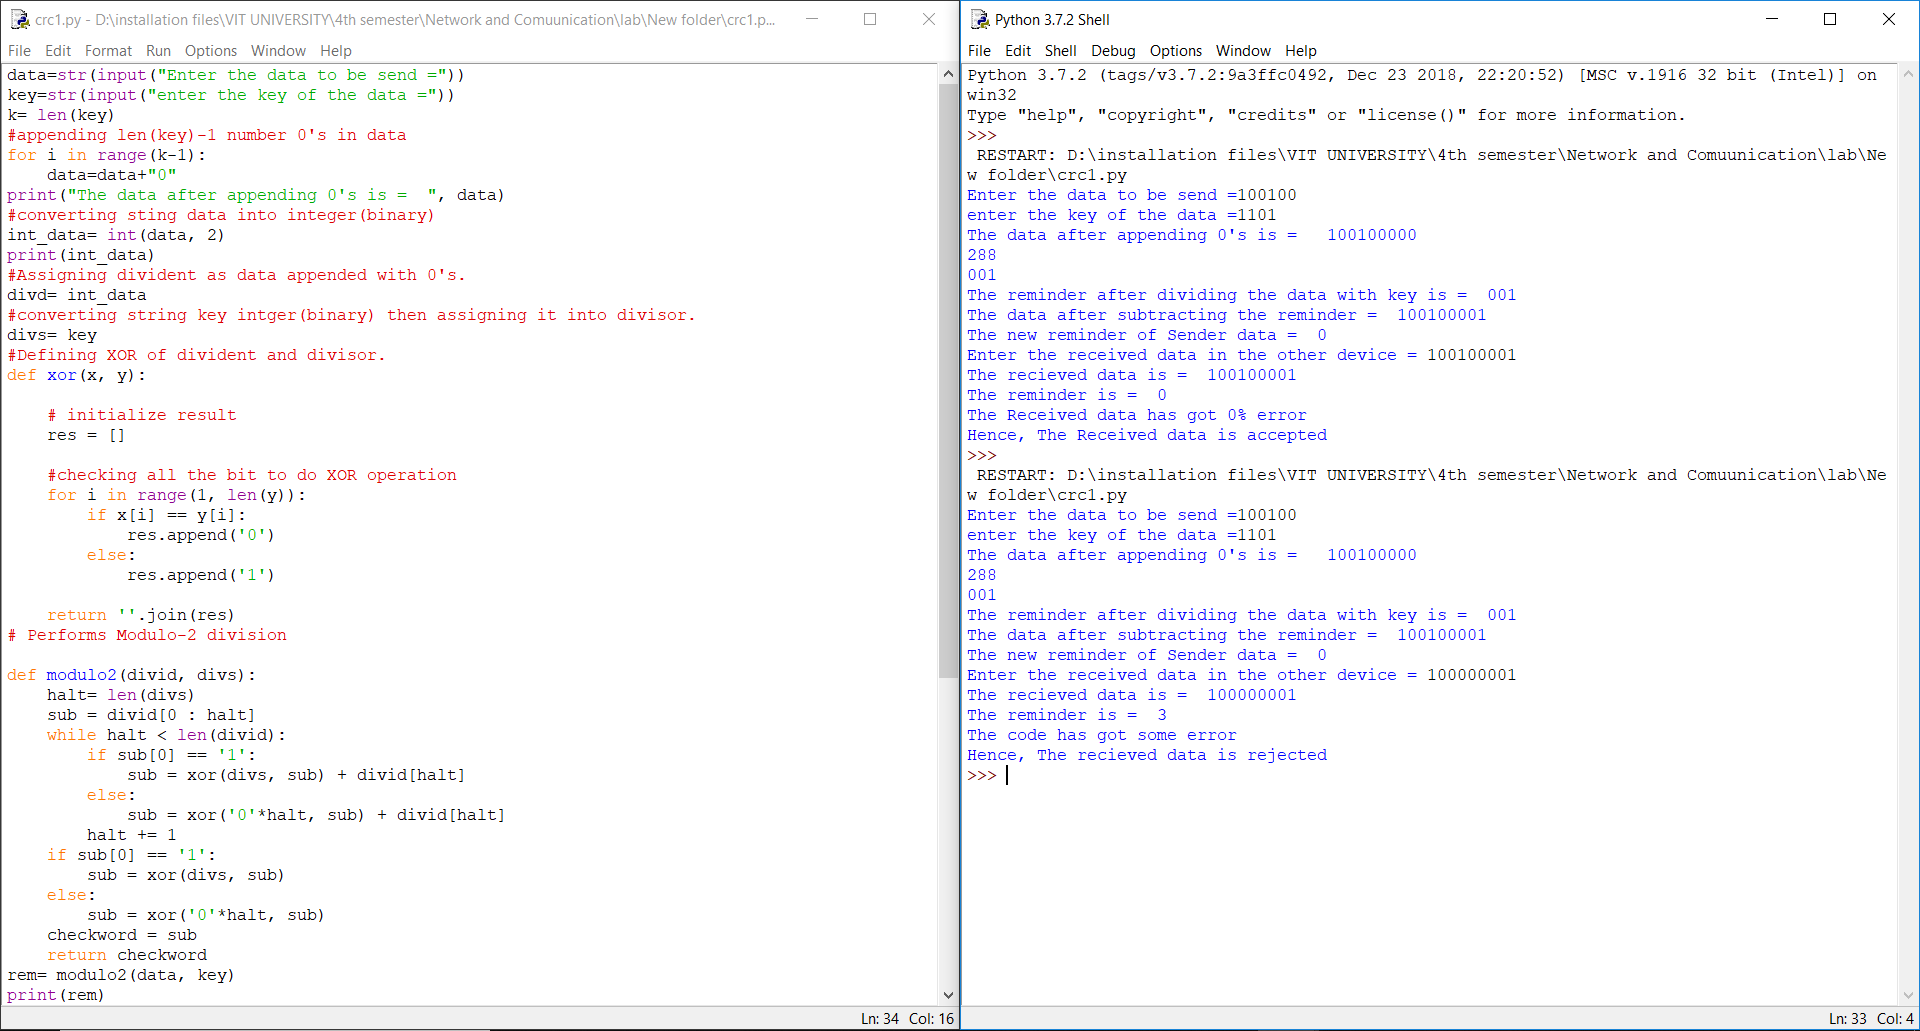 crc1.py - D:\installation files\VIT UNIVERSITY\4th semester\Network and Comuunication\lab\New folder\crc1.p...
File Edit Format Run Options Window Help
data=str(input("Enter the data to be send ="))
key=str(input("enter the key of the data ="))
k= len(key)
#appending len(key)-1 number 0's in data
for i in range(k-1):
    data=data+"0"
print("The data after appending 0's is =  ", data)
#converting sting data into integer(binary)
int_data= int(data, 2)
print(int_data)
#Assigning divident as data appended with 0's.
divd= int_data
#converting string key intger(binary) then assigning it into divisor.
divs= key
#Defining XOR of divident and divisor.
def xor(x, y):
    # initialize result
    res = []
    #checking all the bit to do XOR operation
    for i in range(1, len(y)):
        if x[i] == y[i]:
            res.append('0')
        else:
            res.append('1')
    return ''.join(res)
# Performs Modulo-2 division
def modulo2(divid, divs):
    halt= len(divs)
    sub = divid[0 : halt]
    while halt < len(divid):
        if sub[0] == '1':
            sub = xor(divs, sub) + divid[halt]
        else:
            sub = xor('0'*halt, sub) + divid[halt]
        halt += 1
    if sub[0] == '1':
        sub = xor(divs, sub)
    else:
        sub = xor('0'*halt, sub)
    checkword = sub
    return checkword
rem= modulo2(data, key)
print(rem)
Ln: 34 Col: 16
Python 3.7.2 Shell
File Edit Shell Debug Options Window Help
Python 3.7.2 (tags/v3.7.2:9a3ffc0492, Dec 23 2018, 22:20:52) [MSC v.1916 32 bit (Intel)] on
win32
Type "help", "copyright", "credits" or "license()" for more information.
>>>
 RESTART: D:\installation files\VIT UNIVERSITY\4th semester\Network and Comuunication\lab\Ne
w folder\crc1.py
Enter the data to be send =100100
enter the key of the data =1101
The data after appending 0's is =   100100000
288
001
The reminder after dividing the data with key is =  001
The data after subtracting the reminder =  100100001
The new reminder of Sender data =  0
Enter the received data in the other device = 100100001
The recieved data is =  100100001
The reminder is =  0
The Received data has got 0% error
Hence, The Received data is accepted
>>>
 RESTART: D:\installation files\VIT UNIVERSITY\4th semester\Network and Comuunication\lab\Ne
w folder\crc1.py
Enter the data to be send =100100
enter the key of the data =1101
The data after appending 0's is =   100100000
288
001
The reminder after dividing the data with key is =  001
The data after subtracting the reminder =  100100001
The new reminder of Sender data =  0
Enter the received data in the other device = 100000001
The recieved data is =  100000001
The reminder is =  3
The code has got some error
Hence, The recieved data is rejected
>>>
Ln: 33 Col: 4